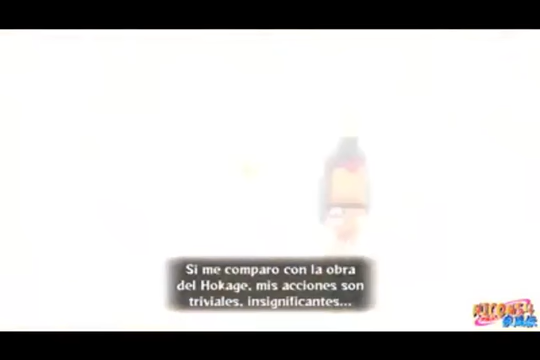 Si me comparo con la obra
del Hokage, mis acciones son
triviales, insignificantes...